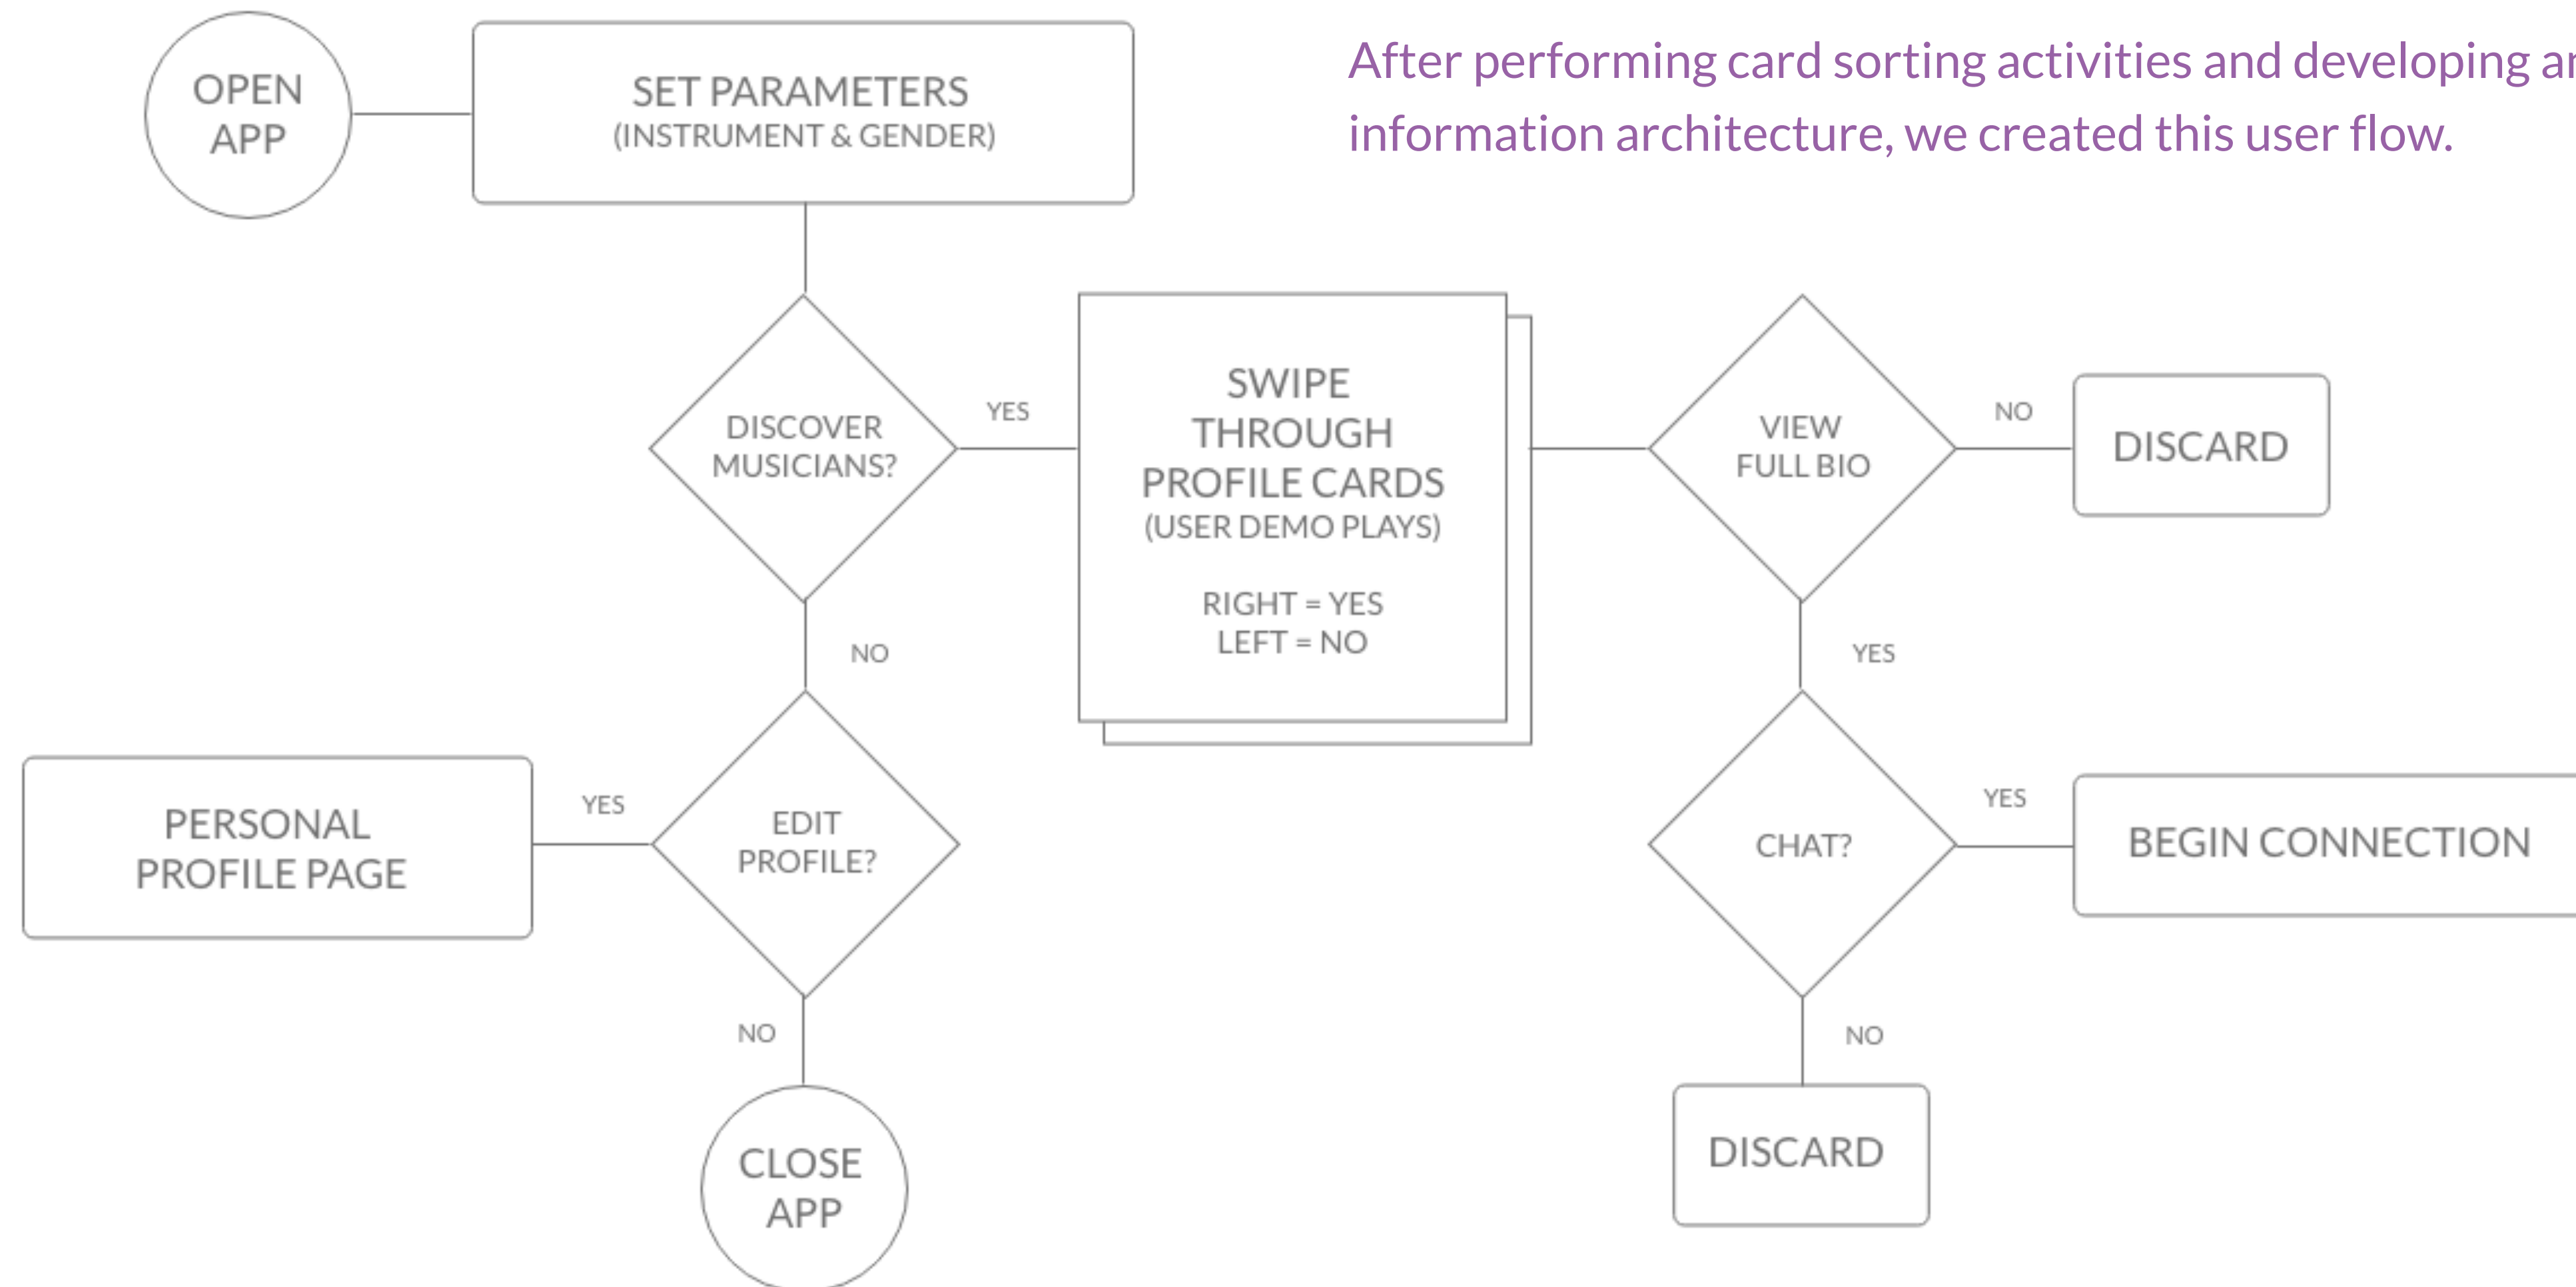 OPEN
APP
SET PARAMETERS
(INSTRUMENT & GENDER)
After performing card sorting activities and developing an
information architecture, we created this user flow.
DISCOVER
MUSICIANS?
YES
SWIPE
THROUGH
PROFILE CARDS
(USER DEMO PLAYS)
RIGHT = YES
LEFT = NO
VIEW
FULL BIO
NO
DISCARD
NO
YES
PERSONAL
PROFILE PAGE
YES
EDIT
PROFILE?
CHAT?
YES
BEGIN CONNECTION
NO
NO
CLOSE
APP
DISCARD